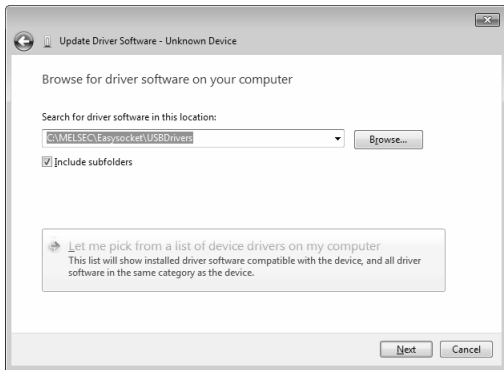 Update Driver Software - Unknown Device
Browse for driver software on your computer
Search for driver software in this location:
C:\MELSEC\Easysocket\USBDrivers
Browse...
Include subfolders
Let me pick from a list of device drivers on my computer
This list will show installed driver software compatible with the device, and all driver
software in the same category as the device.
Next Cancel